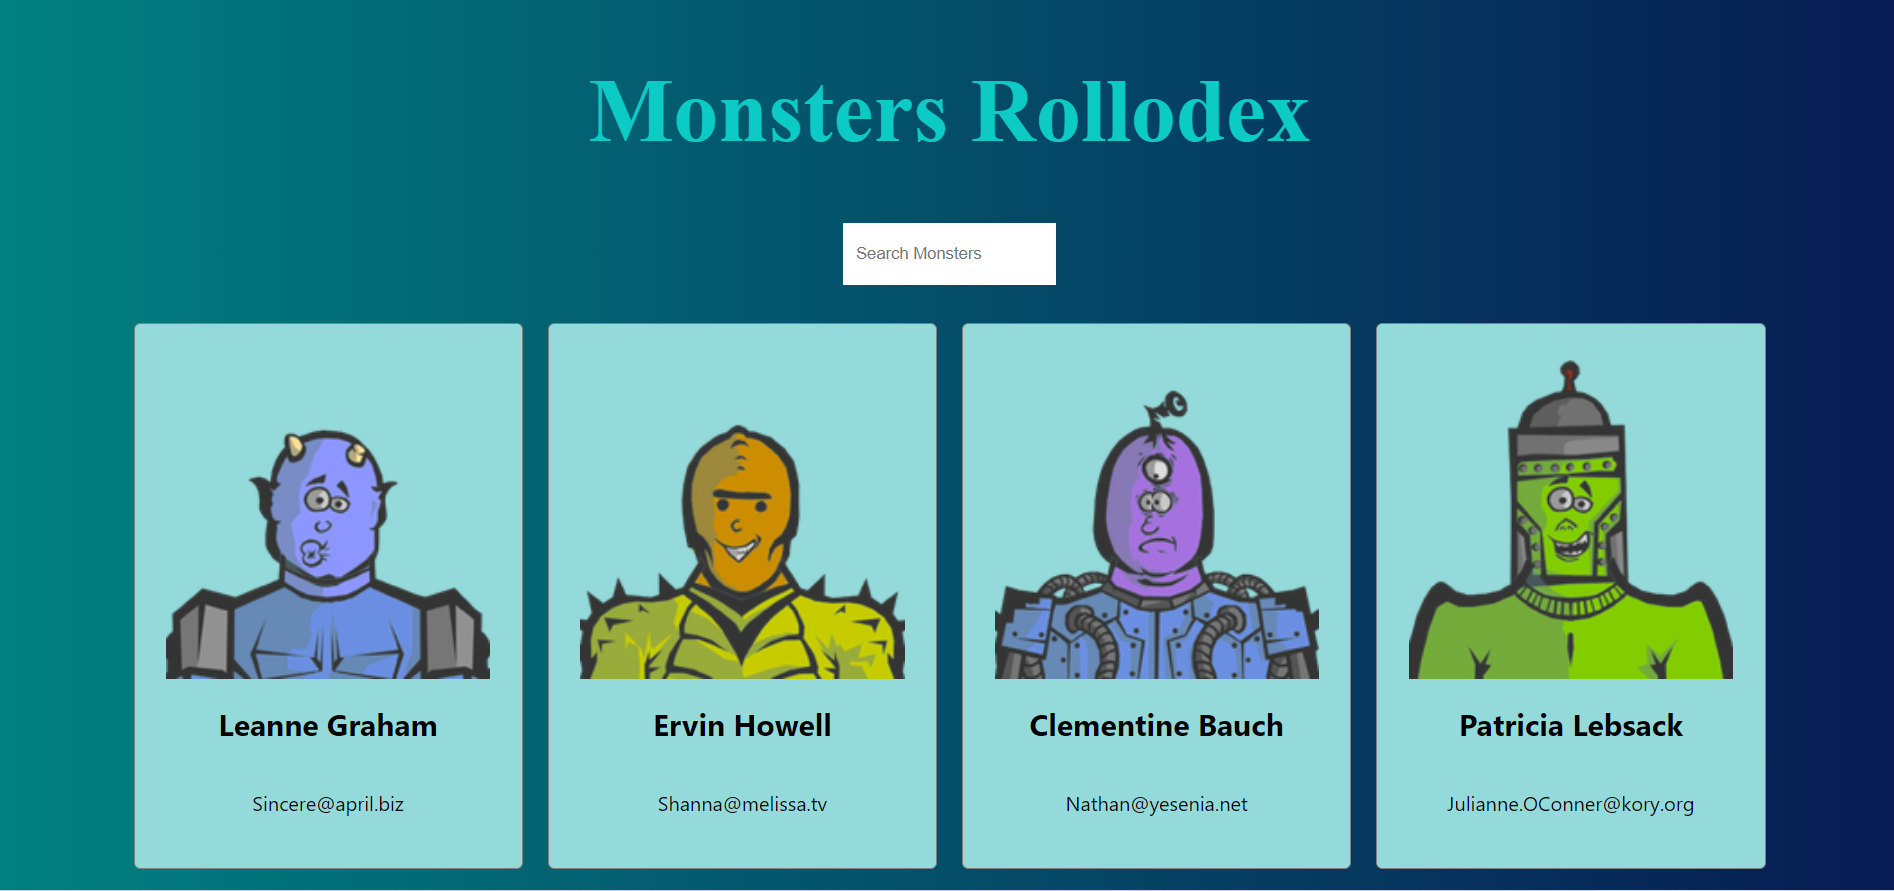 Monsters Rollodex
Search Monsters
Leanne Graham
Sincere@april.biz
Ervin Howell
Shanna@melissa.tv
Clementine Bauch
Nathan@yesenia.net
Patricia Lebsack
Julianne.OConner@kory.org